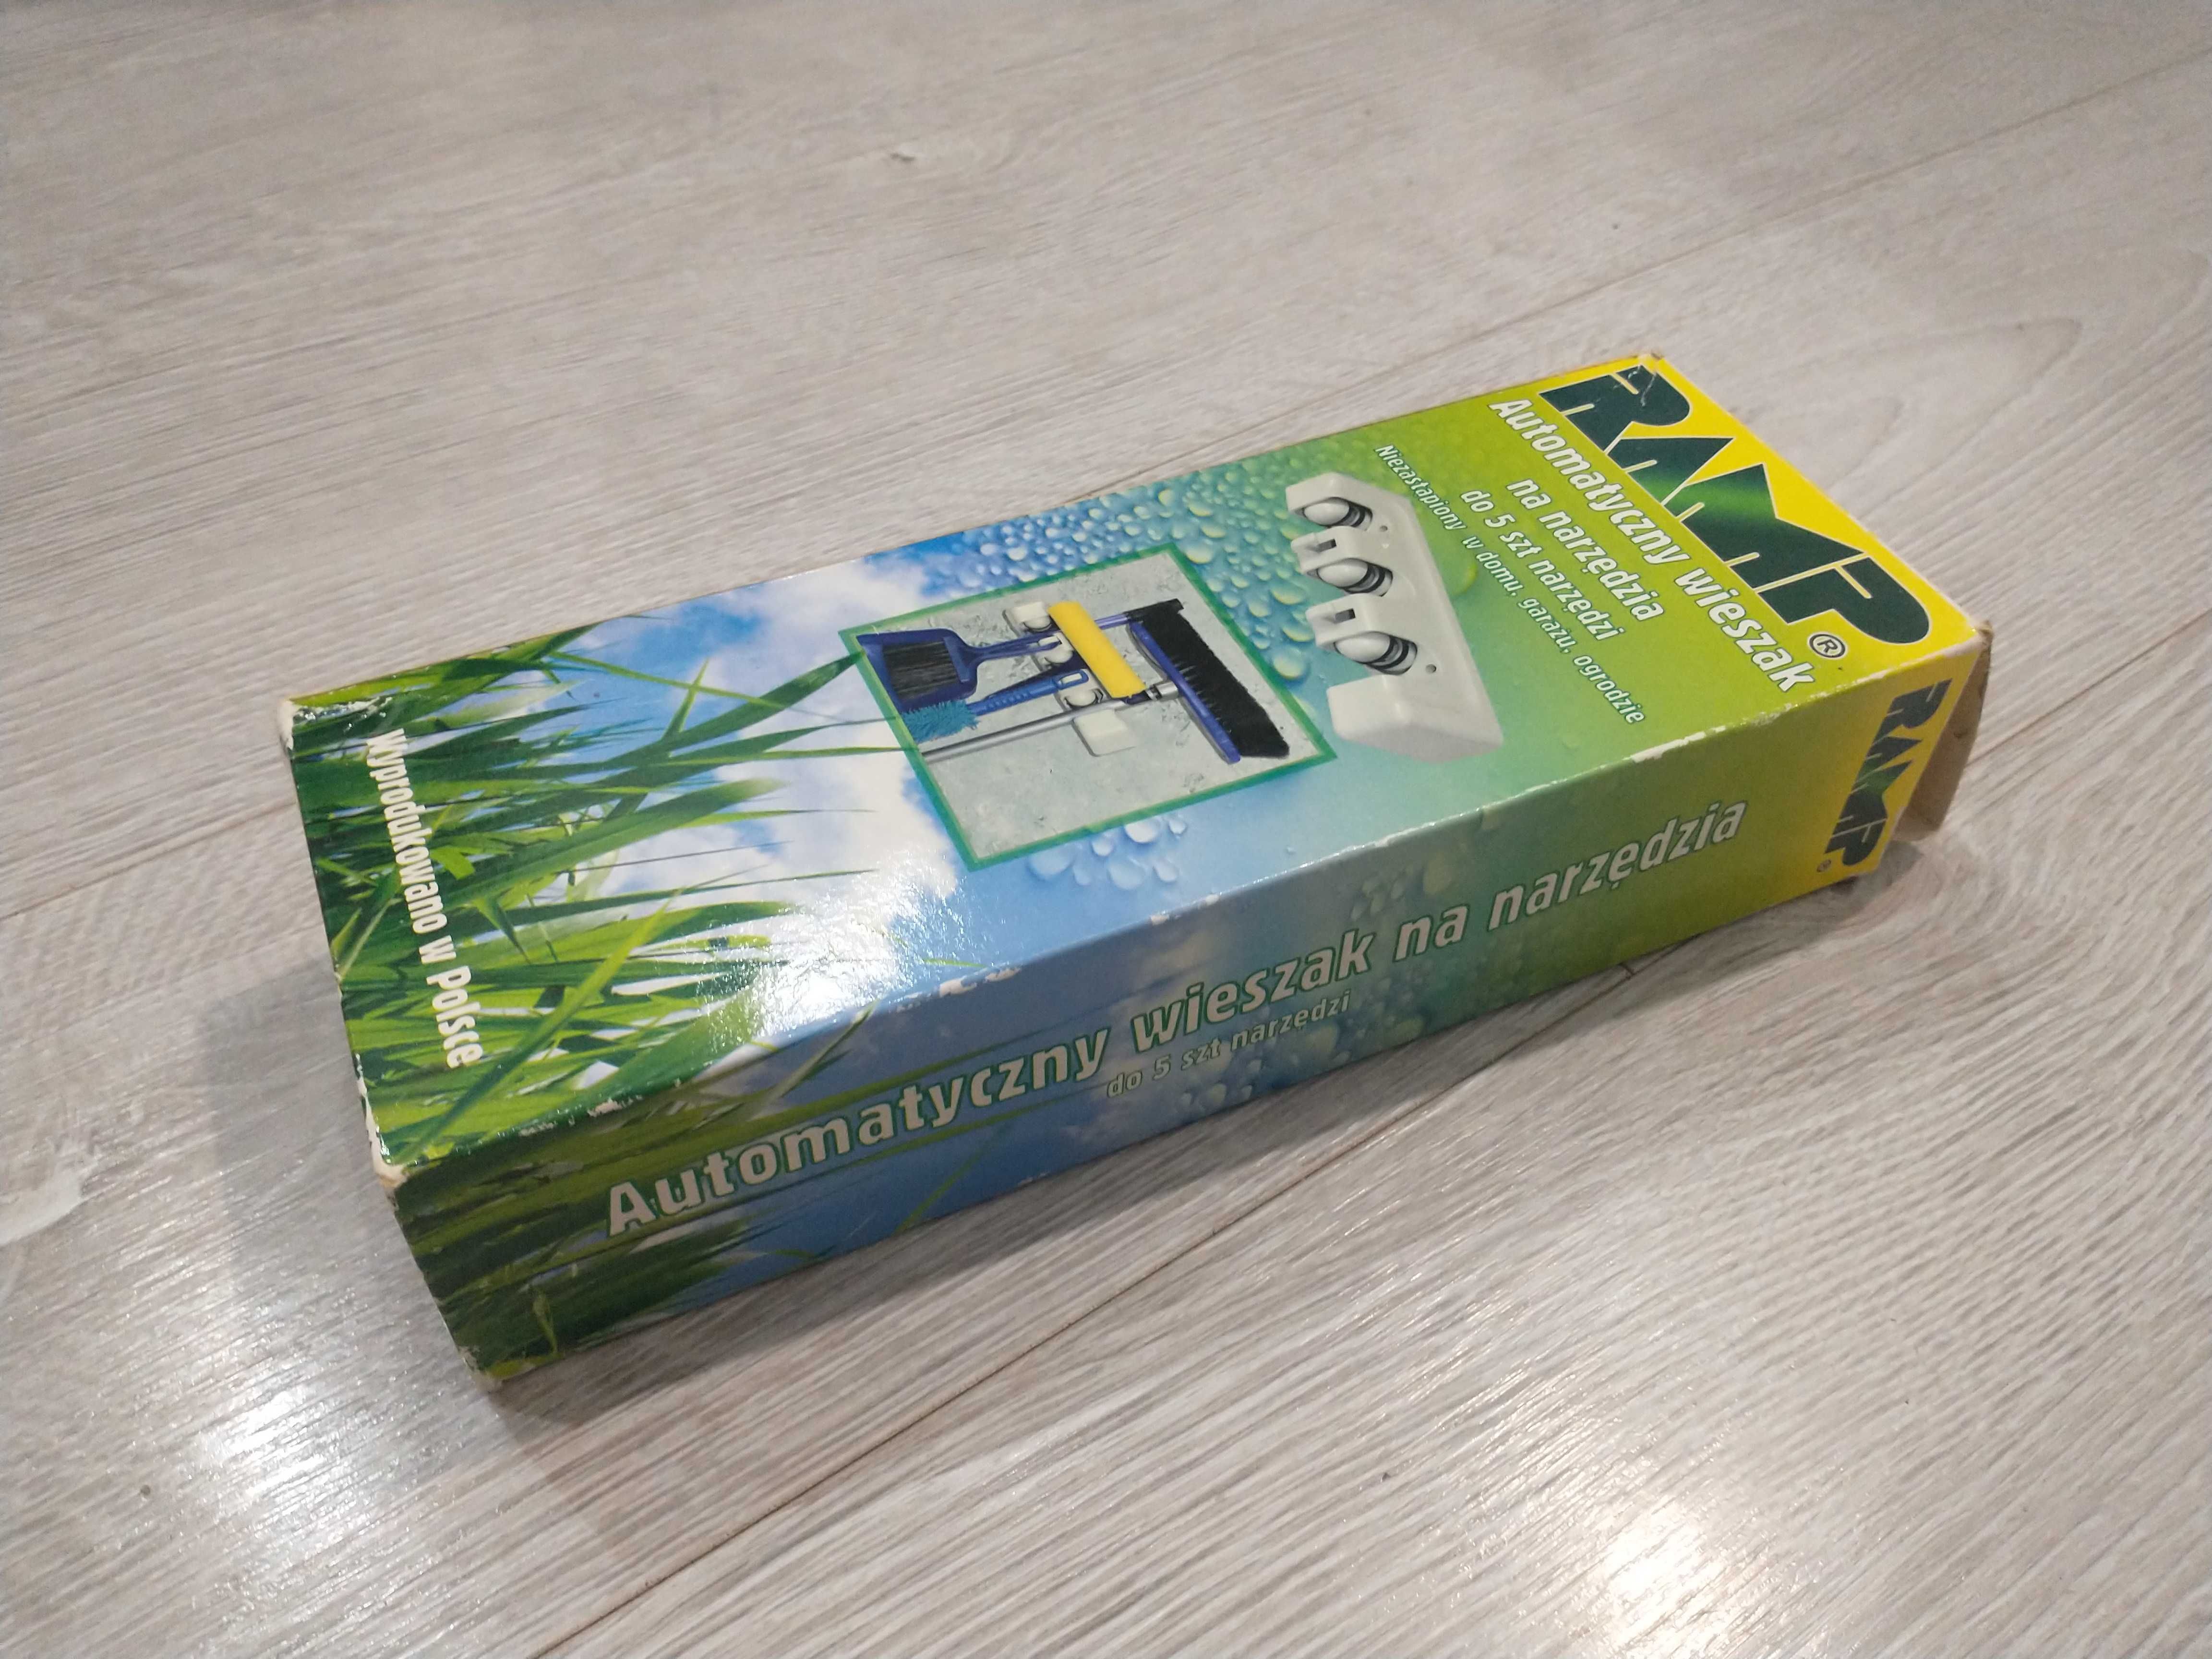 RAMP®
Automatyczny wieszak
na narzędzia
do 5 szt narzędzi
Niezastąpiony w domu, garażu, ogrodzie
Wyprodukowano w Polsce
RAMP®
Automatyczny wieszak na narzędzia
do 5 szt narzędzi